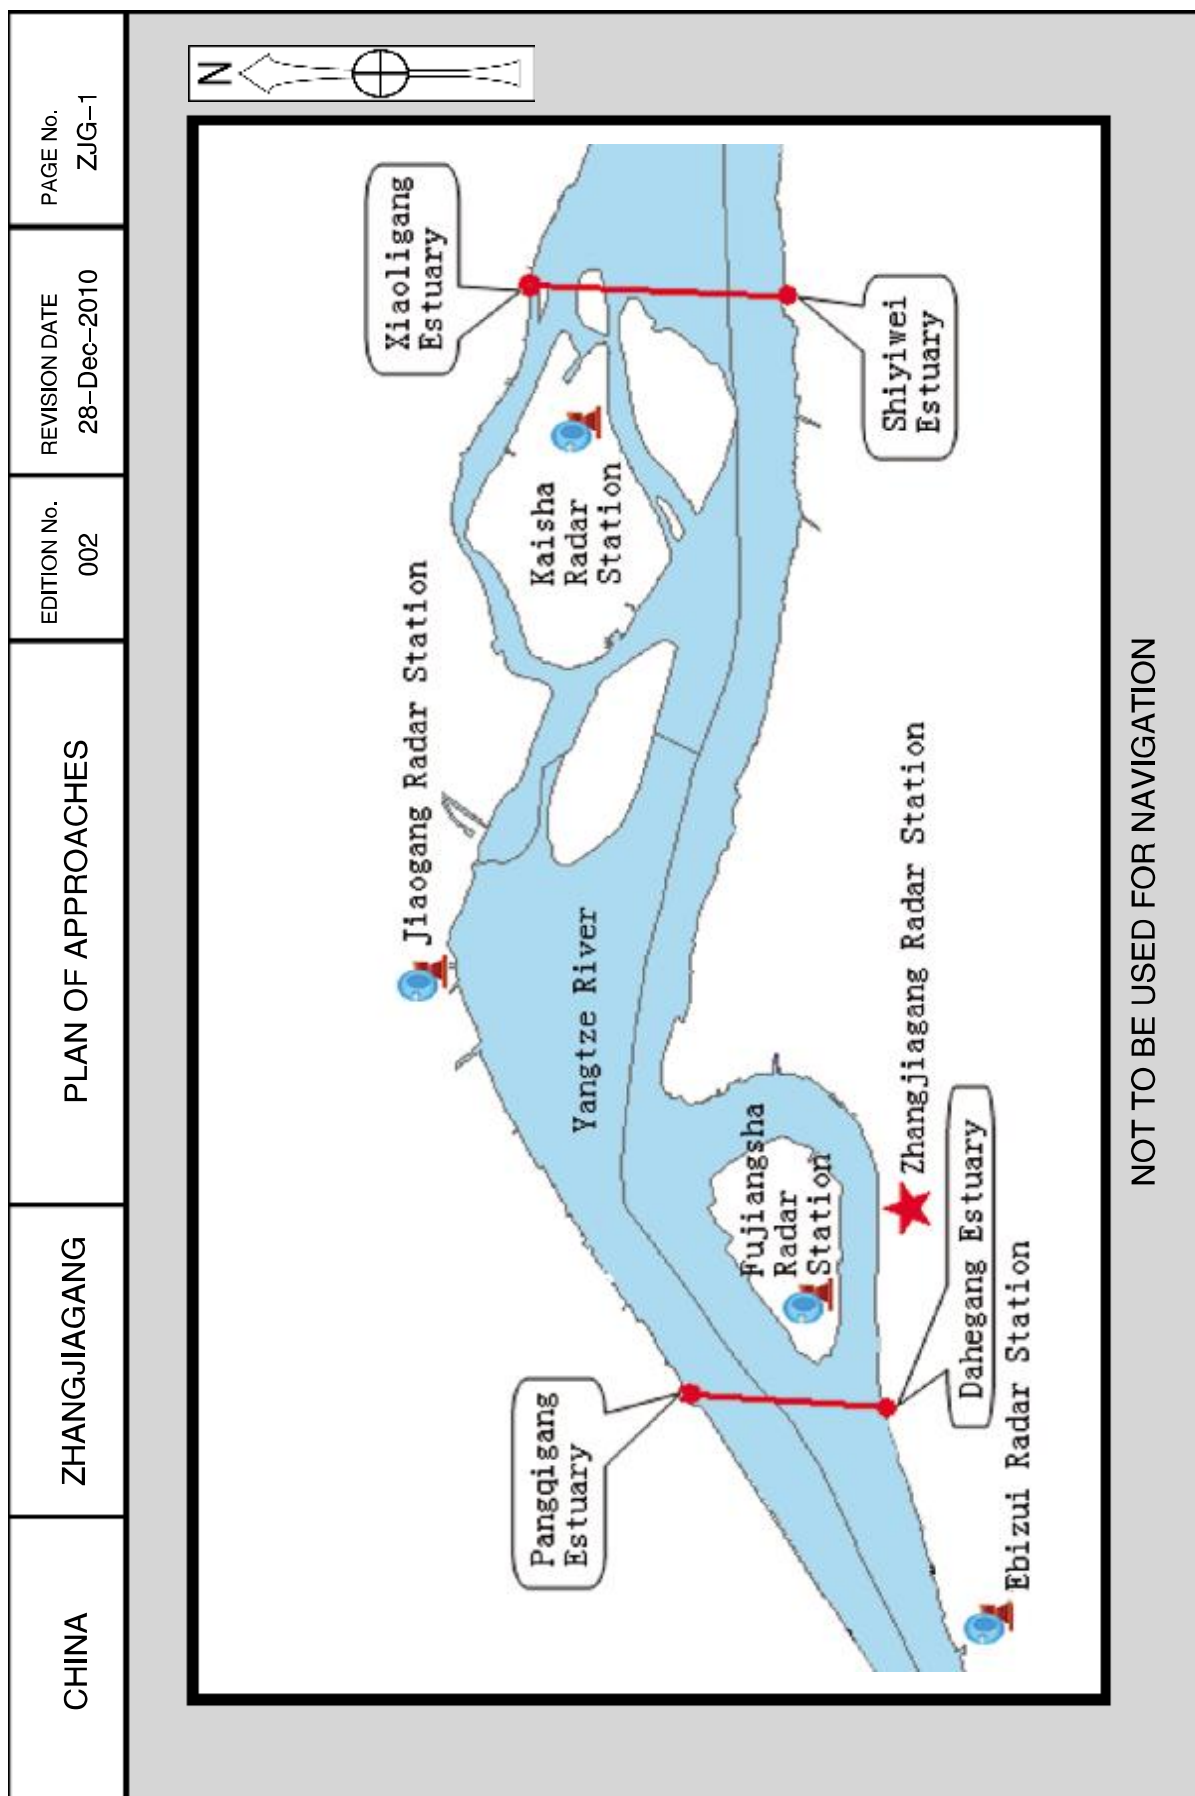 CHINA
ZHANGJIAGANG
PLAN OF APPROACHES
EDITION No.
002
REVISION DATE
28-Dec-2010
PAGE No.
ZJG-1
N
Xiaoligang
Estuary
Jiaogang Radar Station
Kaisha
Radar
Station
Pangqigang
Estuary
Yangtze River
Fujiangsha
Radar
Station
Shiyiwei
Estuary
Zhangjiagang Radar Station
Dahegang Estuary
Ebizui Radar Station
NOT TO BE USED FOR NAVIGATION